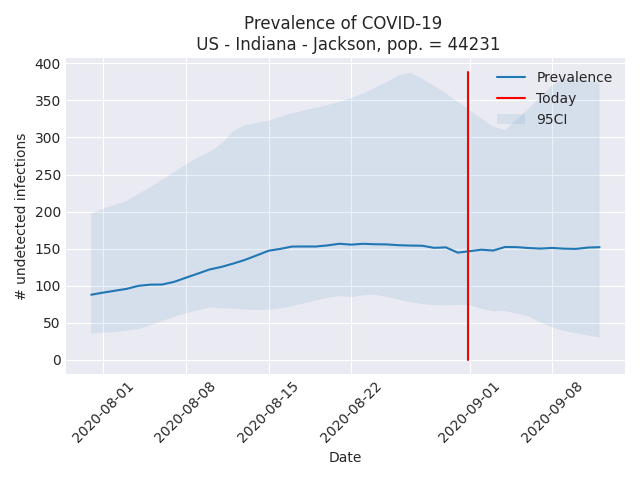 Prevalence of COVID-19
US - Indiana - Jackson, pop. = 44231
# undetected infections
400
350
300
250
200
150
100
50
0
Prevalence
Today
95CI
2020-08-01
2020-08-08
2020-08-15
2020-08-22
2020-09-01
2020-09-08
Date